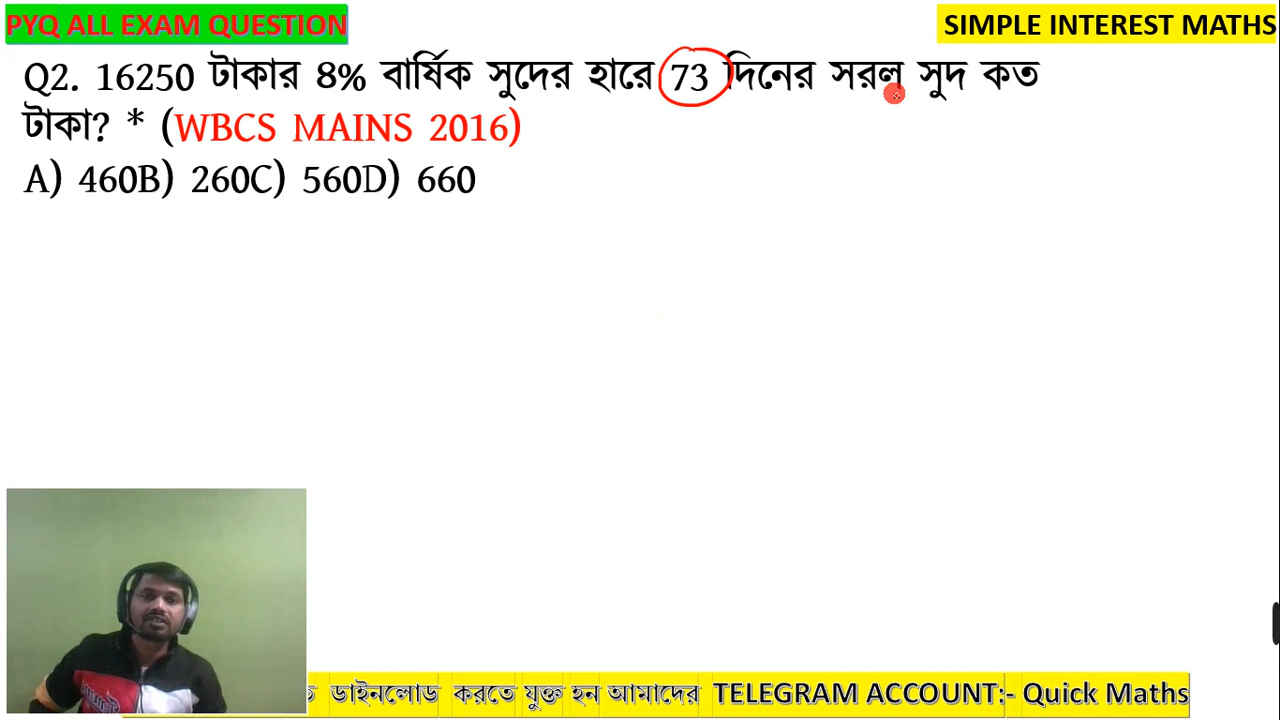 PYQ ALL EXAM QUESTION
SIMPLE INTEREST MATHS
Q2. 16250 টাকার 8% বার্ষিক সুদের হারে 73 দিনের সরল সুদ কত
টাকা? * (WBCS MAINS 2016)
A) 460B) 260C) 560D) 660
ডাইনলোড করতে যুক্ত হন আমাদের TELEGRAM ACCOUNT:- Quick Maths